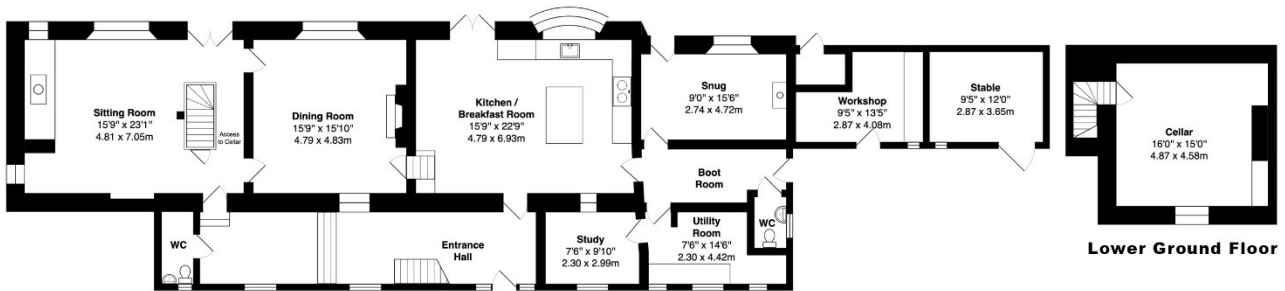 Sitting Room
15'9" x 23'1"
4.81 x 7.05m
Access
to Cellar
Dining Room
15'9" x 15'10"
4.79 x 4.83m
Kitchen /
Breakfast Room
15'9" x 22'9"
4.79 x 6.93m
Snug
9'0" x 15'6"
2.74 x 4.72m
Workshop
9'5" x 13'5"
2.87 x 4.08m
Stable
9'5" x 12'0"
2.87 x 3.65m
Cellar
16'0" x 15'0"
4.87 x 4.58m
Boot
Room
WC
Entrance
Hall
Study
7'6" x 9'10"
2.30 x 2.99m
Utility
Room
7'6" x 14'6"
2.30 x 4.42m
WC
Lower Ground Floor